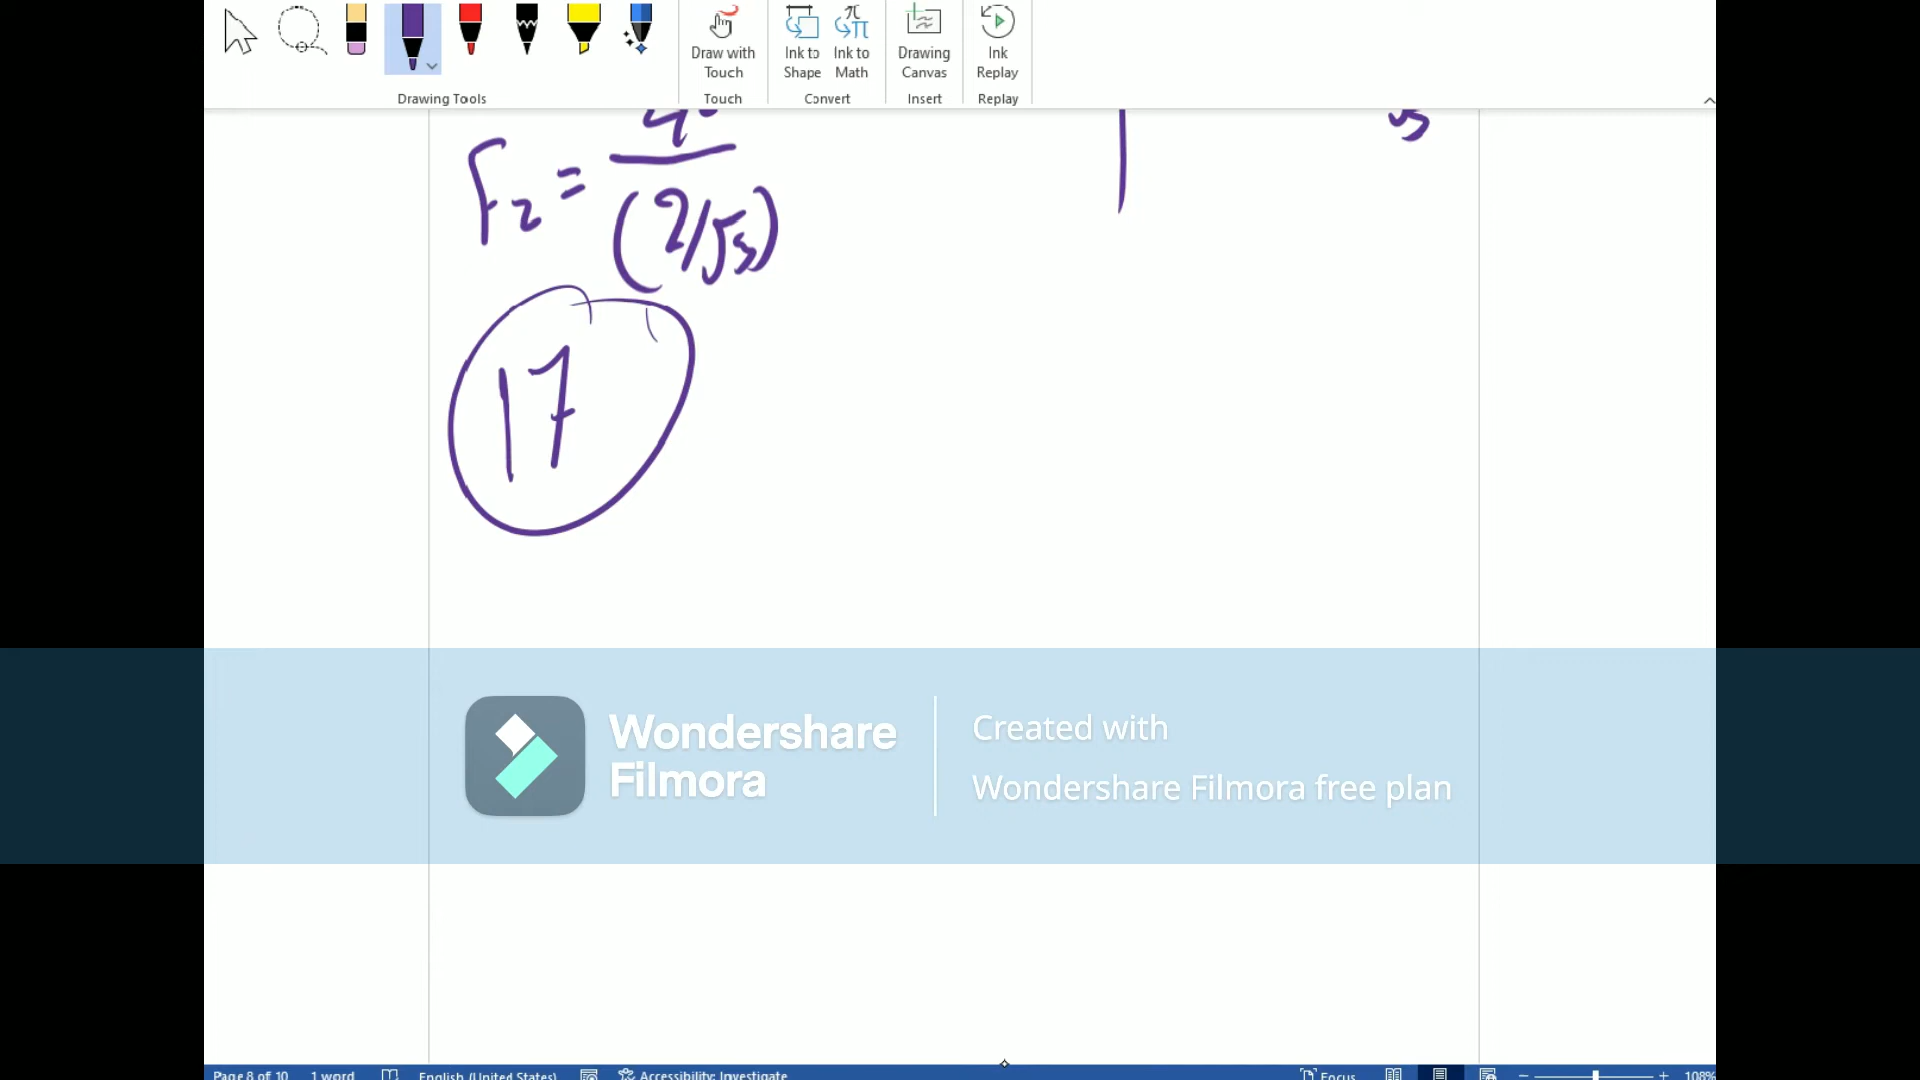 Draw with Touch
Ink to Shape
Ink to Math
Drawing Canvas
Ink Replay
Drawing Tools
Touch
Convert
Insert
Replay
F2 =
(2/√5)
17
Wondershare Filmora
Created with
Wondershare Filmora free plan
Page 8 of 10 1 word English (United States) Accessibility: Investigate Focus 108%